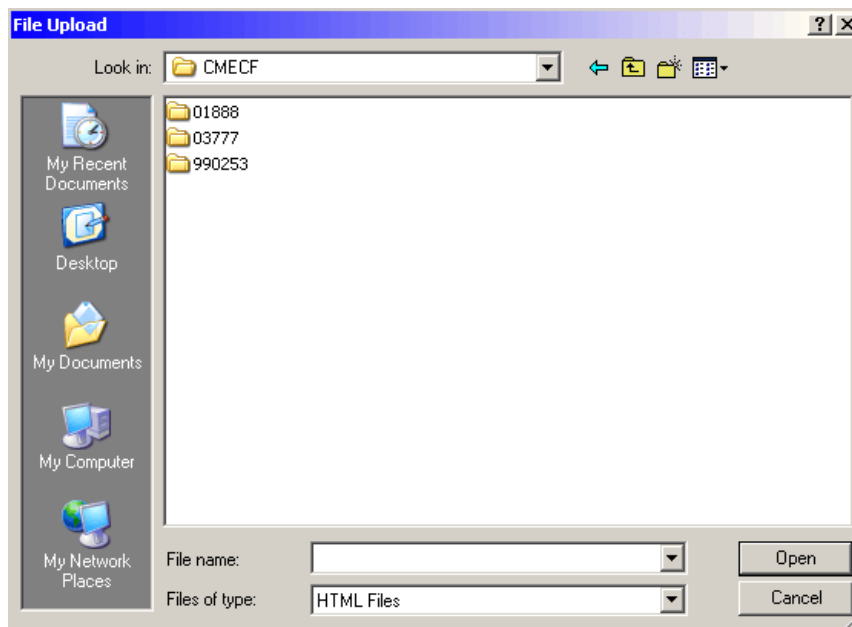 File Upload
Look in: CMECF
01888
03777
990253
My Recent
Documents
Desktop
My Documents
My Computer
My Network
Places
File name:
Open
Files of type: HTML Files
Cancel